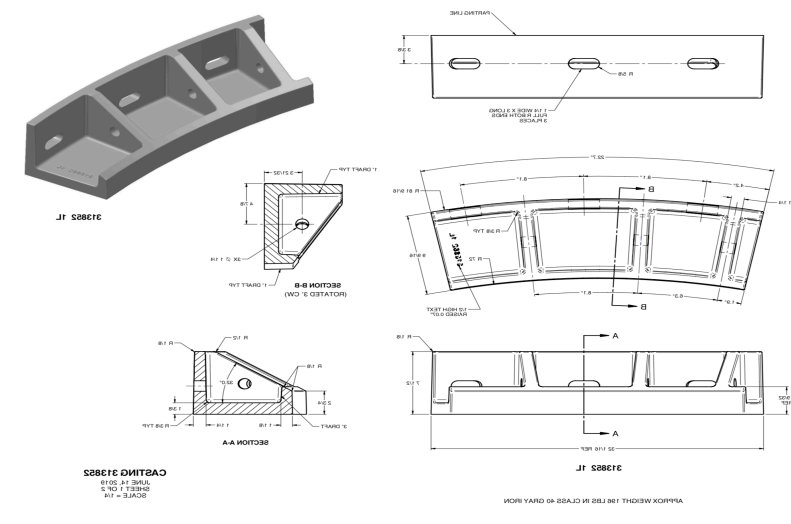 PARTING LINE
3 3/8
R 5/8
1 1/4 WIDE X 3 LONG
FULL R BOTH ENDS
3 PLACES
313852 1L
3 21/32
1° DRAFT TYP
4 7/8
3X ∅ 1 1/4
1° DRAFT TYP
SECTION B-B
(ROTATED 3° CW)
22.7°
8.1°
8.1°
4.2°
B
1 1/4
R 81 9/16
R 3/8 TYP
1L
313852
9 9/16
R 72
1/2 HIGH TEXT
RAISED 0.07"
8.1°
6.3°
1.9°
B
R 1/2
R 1/8
R 1/8
32.0°
1 3/8
2 3/4
R 3/8 TYP
1 1/4
1 1/8
3° DRAFT
SECTION A-A
A
R 1/8
7 1/2
REF
A
32 1/16 REF
313852 1L
CASTING 313852
JUNE 14, 2019
SHEET 1 OF 2
SCALE = 1/4
APPROX WEIGHT 196 LBS IN CLASS 40 GRAY IRON